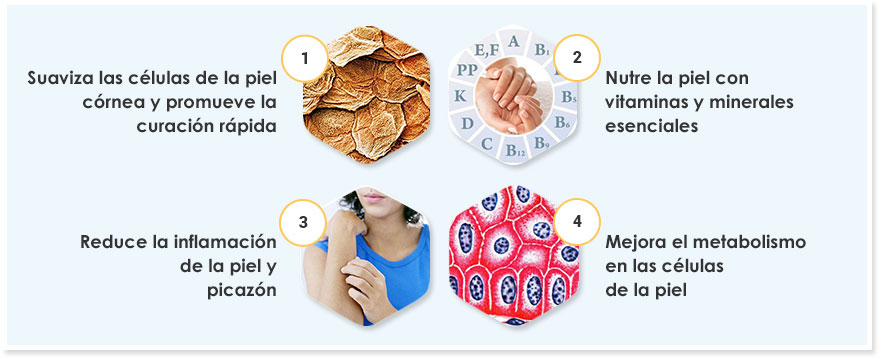 1
Suaviza las células de la piel
córnea y promueve la
curación rápida
2
Nutre la piel con
vitaminas y minerales
esenciales
E,F
A
B1
PP
K
B5
D
B6
C
B12
B9
3
Reduce la inflamación
de la piel y
picazón
4
Mejora el metabolismo
en las células
de la piel